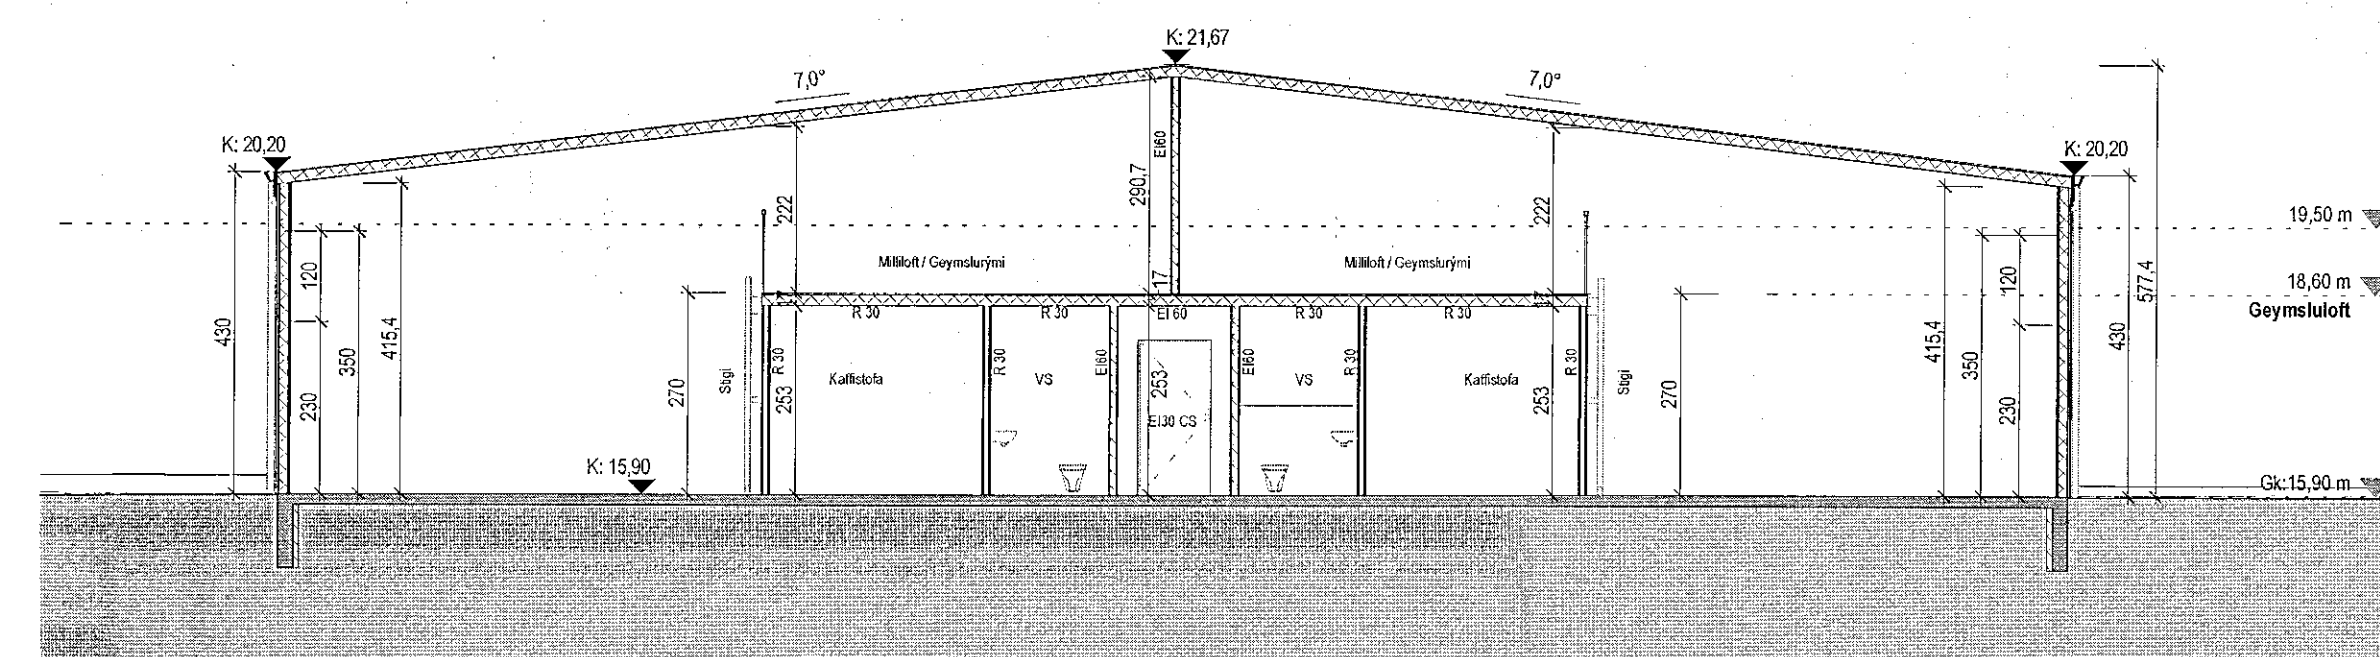 K: 21,67
7,0°
7,0°
K: 20,20
K: 20,20
EI60
290,7
222
222
19,50 m
Milliloft / Geymslurými
Milliloft / Geymslurými
17
120
120
577,4
18,60 m
Geymsluloft
430
350
415,4
R 30
R 30
EI 60
R 30
R 30
415,4
350
430
270
Stigi
R 30
253
Kaffistofa
R 30
VS
EI60
253
EI30 CS
EI60
VS
R 30
Kaffistofa
253
R 30
Stigi
270
230
230
K: 15,90
Gk:15,90 m